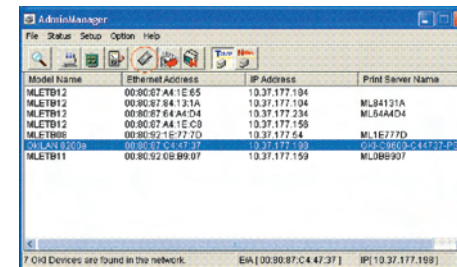 AdminManager
File Status Setup Option Help
Model Name Ethernet Address IP Address Print Server Name
MLETB12 00:80:87:A4:1E:65 10.37.177.184
MLETB12 00:80:87:84:13:1A 10.37.177.104 ML84131A
MLETB12 00:80:87:64:A4:D4 10.37.177.234 ML64A4D4
MLETB12 00:80:87:A4:1E:C8 10.37.177.156
MLETB08 00:80:92:1E:77:7D 10.37.177.54 ML1E777D
OKILAN 8200e 00:80:87:C4:47:37 10.37.177.198 OKI-C9600-C44737-PS
MLETB11 00:80:92:0B:B9:07 10.37.177.159 ML0BB907
7 Oki Devices are found in the network. E/A [ 00:80:87:C4:47:37 ] IP[ 10.37.177.198 ]